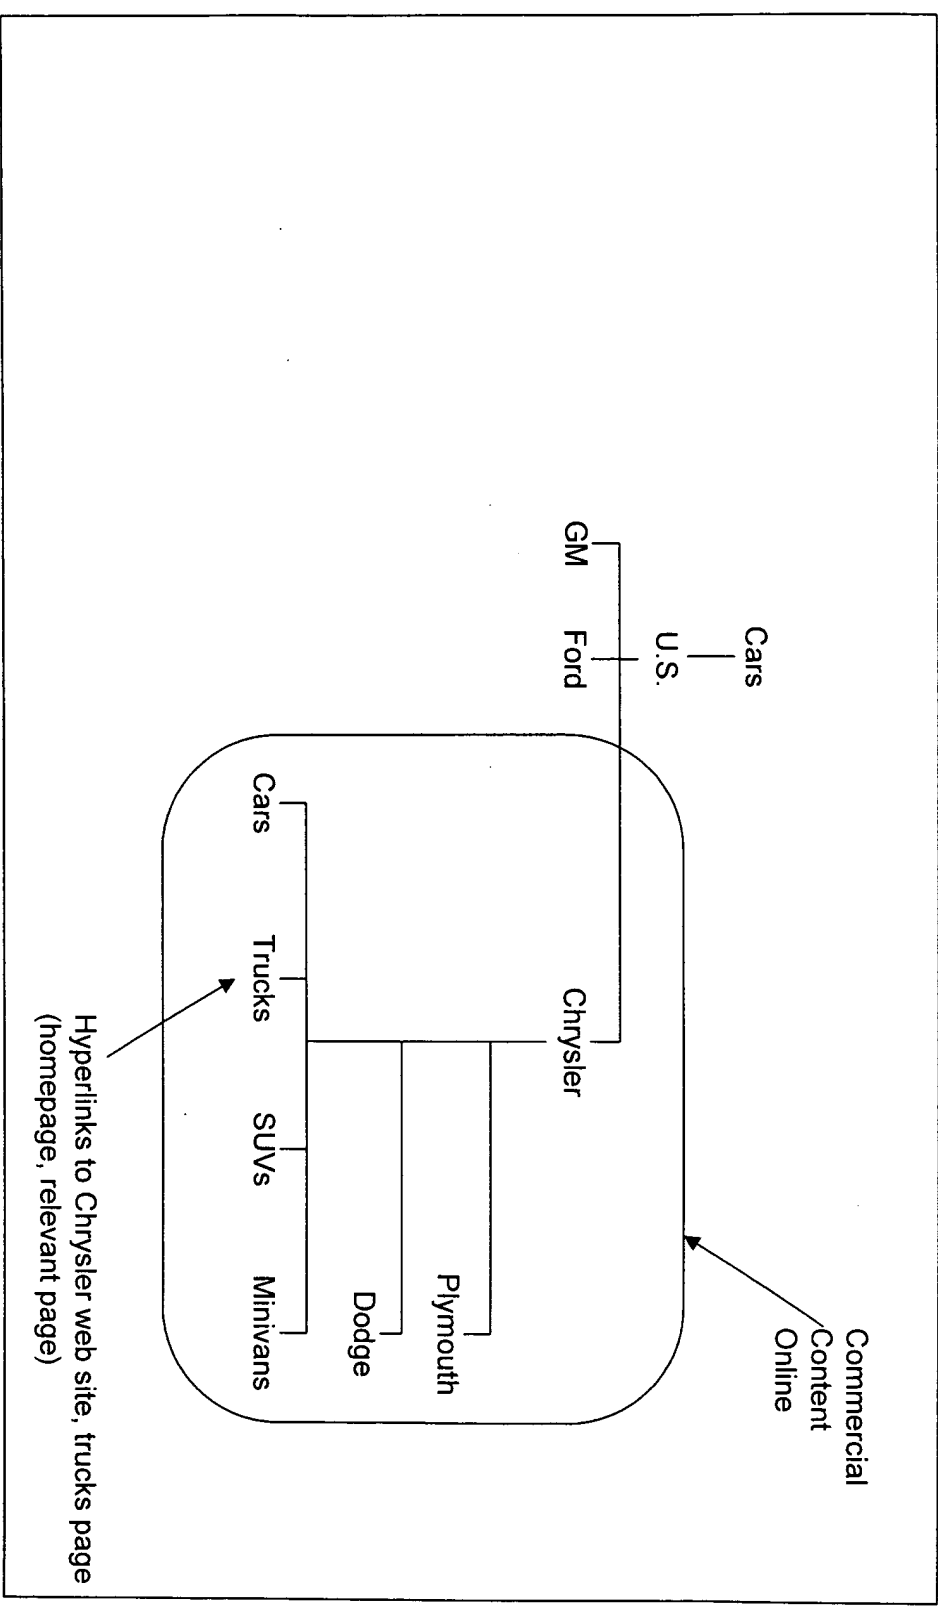 Cars
U.S.
GM Ford Chrysler
Commercial
Content
Online
Plymouth
Dodge
Cars Trucks SUVs Minivans
Hyperlinks to Chrysler web site, trucks page
(homepage, relevant page)